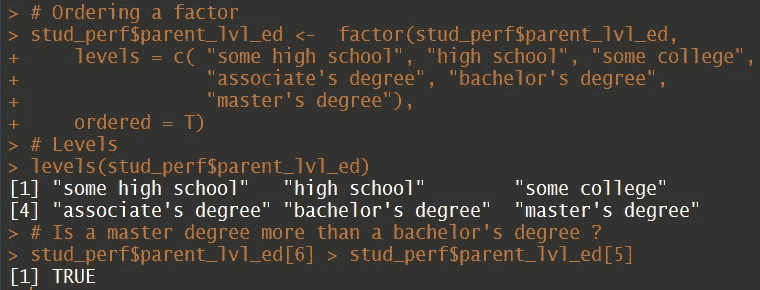 > # Ordering a factor
> stud_perf$parent_lvl_ed <-  factor(stud_perf$parent_lvl_ed,
+     levels = c( "some high school", "high school", "some college",
+                 "associate's degree", "bachelor's degree",
+                 "master's degree"),
+     ordered = T)
> # Levels
> levels(stud_perf$parent_lvl_ed)
[1] "some high school"   "high school"        "some college"
[4] "associate's degree" "bachelor's degree"  "master's degree"
> # Is a master degree more than a bachelor's degree ?
> stud_perf$parent_lvl_ed[6] > stud_perf$parent_lvl_ed[5]
[1] TRUE